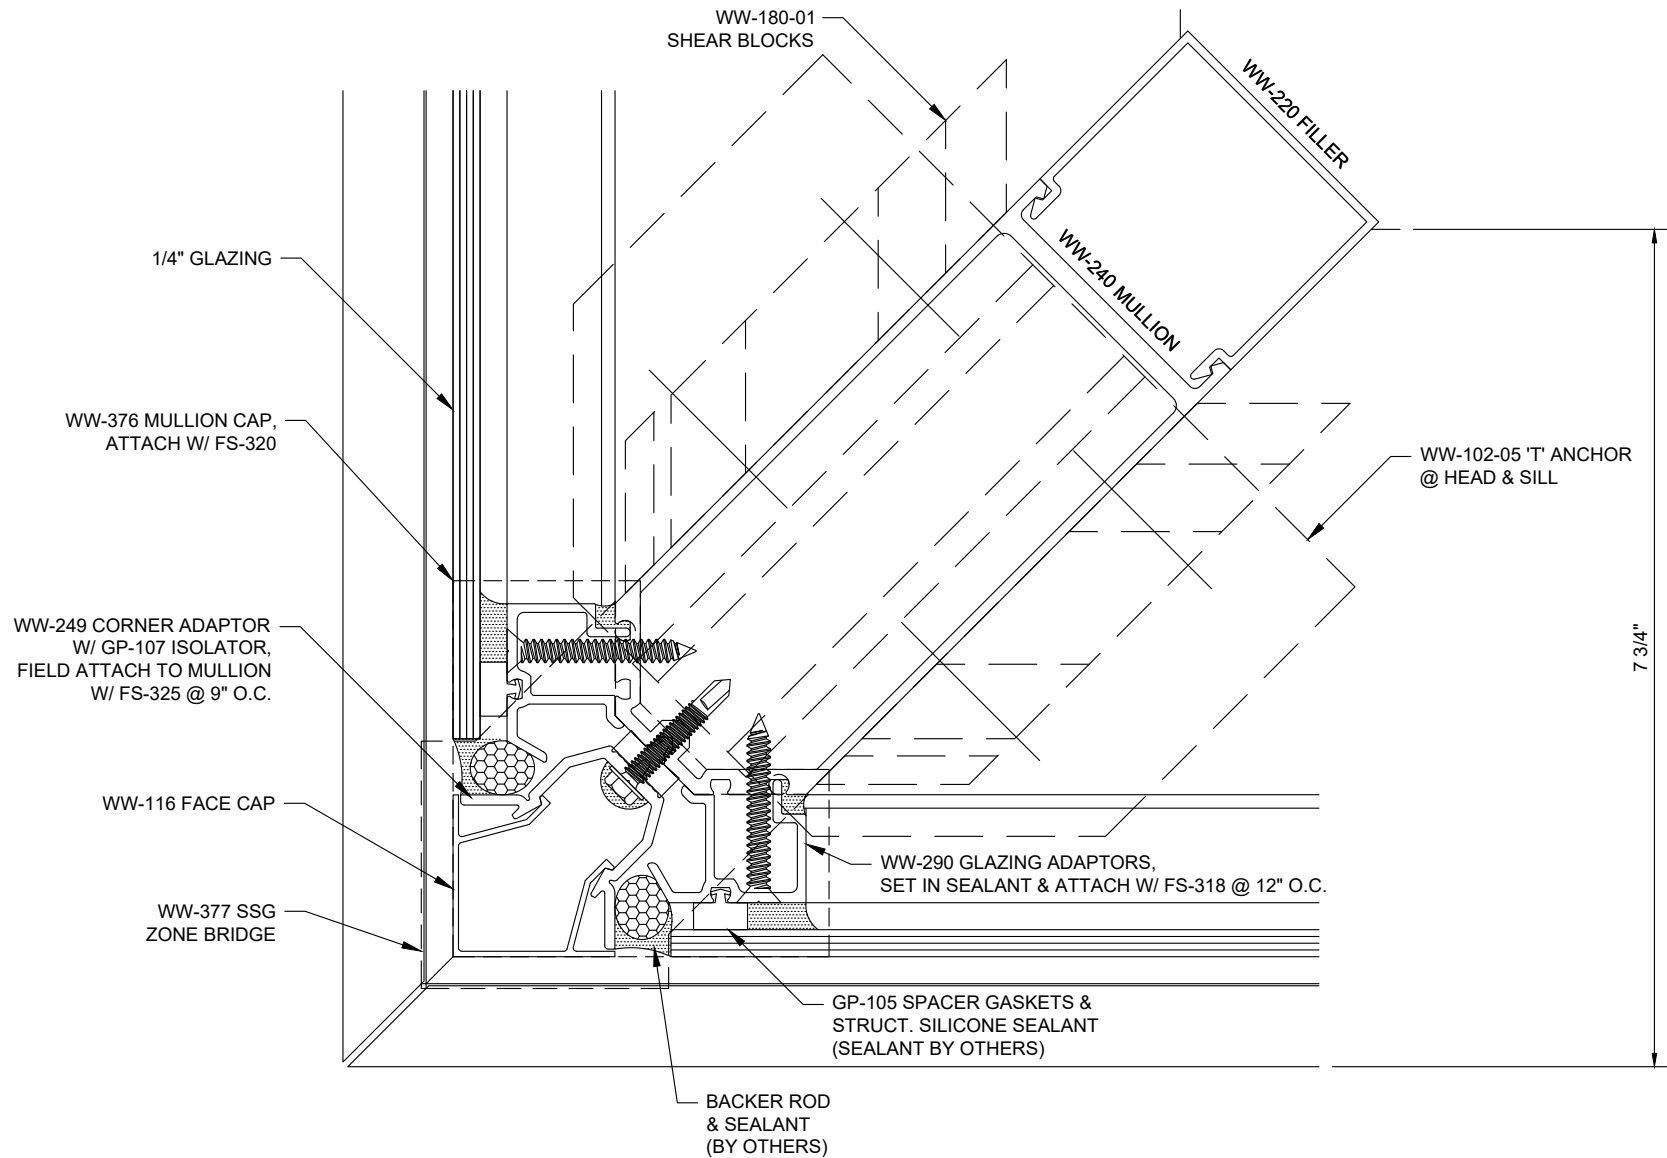 WW-180-01
SHEAR BLOCKS
WW-220 FILLER
WW-240 MULLION
1/4" GLAZING
WW-376 MULLION CAP,
ATTACH W/ FS-320
WW-102-05 'T' ANCHOR
@ HEAD & SILL
WW-249 CORNER ADAPTOR
W/ GP-107 ISOLATOR,
FIELD ATTACH TO MULLION
W/ FS-325 @ 9" O.C.
7 3/4"
WW-116 FACE CAP
WW-290 GLAZING ADAPTORS,
SET IN SEALANT & ATTACH W/ FS-318 @ 12" O.C.
WW-377 SSG
ZONE BRIDGE
GP-105 SPACER GASKETS &
STRUCT. SILICONE SEALANT
(SEALANT BY OTHERS)
BACKER ROD
& SEALANT
(BY OTHERS)